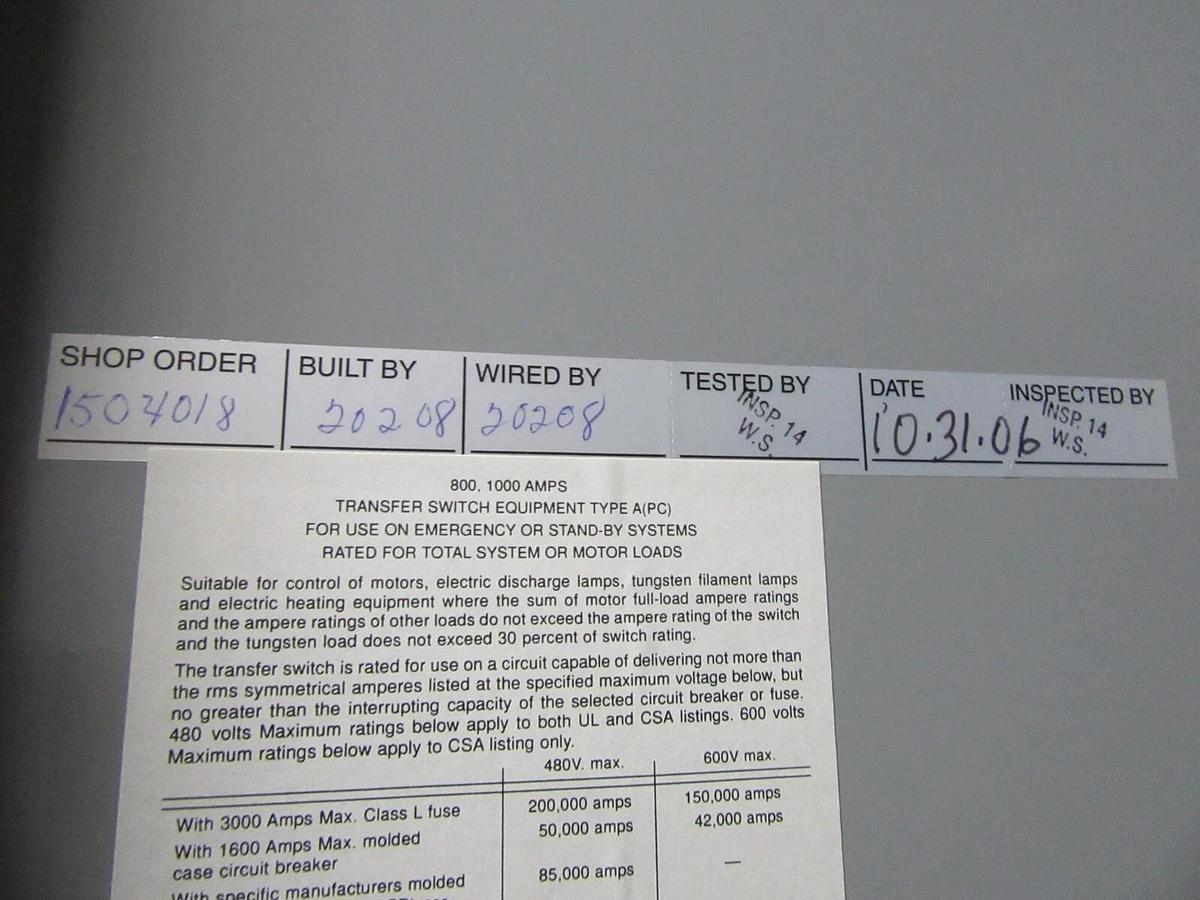 SHOP ORDER BUILT BY WIRED BY TESTED BY DATE INSPECTED BY
1504018 20208 20208 INSP. 14 10.31.06 INSP. 14
W.S. W.S.
800, 1000 AMPS
TRANSFER SWITCH EQUIPMENT TYPE A(PC)
FOR USE ON EMERGENCY OR STAND-BY SYSTEMS
RATED FOR TOTAL SYSTEM OR MOTOR LOADS
Suitable for control of motors, electric discharge lamps, tungsten filament lamps
and electric heating equipment where the sum of motor full-load ampere ratings
and the ampere ratings of other loads do not exceed the ampere rating of the switch
and the tungsten load does not exceed 30 percent of switch rating.
The transfer switch is rated for use on a circuit capable of delivering not more than
the rms symmetrical amperes listed at the specified maximum voltage below, but
no greater than the interrupting capacity of the selected circuit breaker or fuse.
480 volts Maximum ratings below apply to both UL and CSA listings. 600 volts
Maximum ratings below apply to CSA listing only.
480V. max. 600V max.
With 3000 Amps Max. Class L fuse 200,000 amps 150,000 amps
With 1600 Amps Max. molded 50,000 amps 42,000 amps
case circuit breaker
With specific manufacturers molded 85,000 amps —